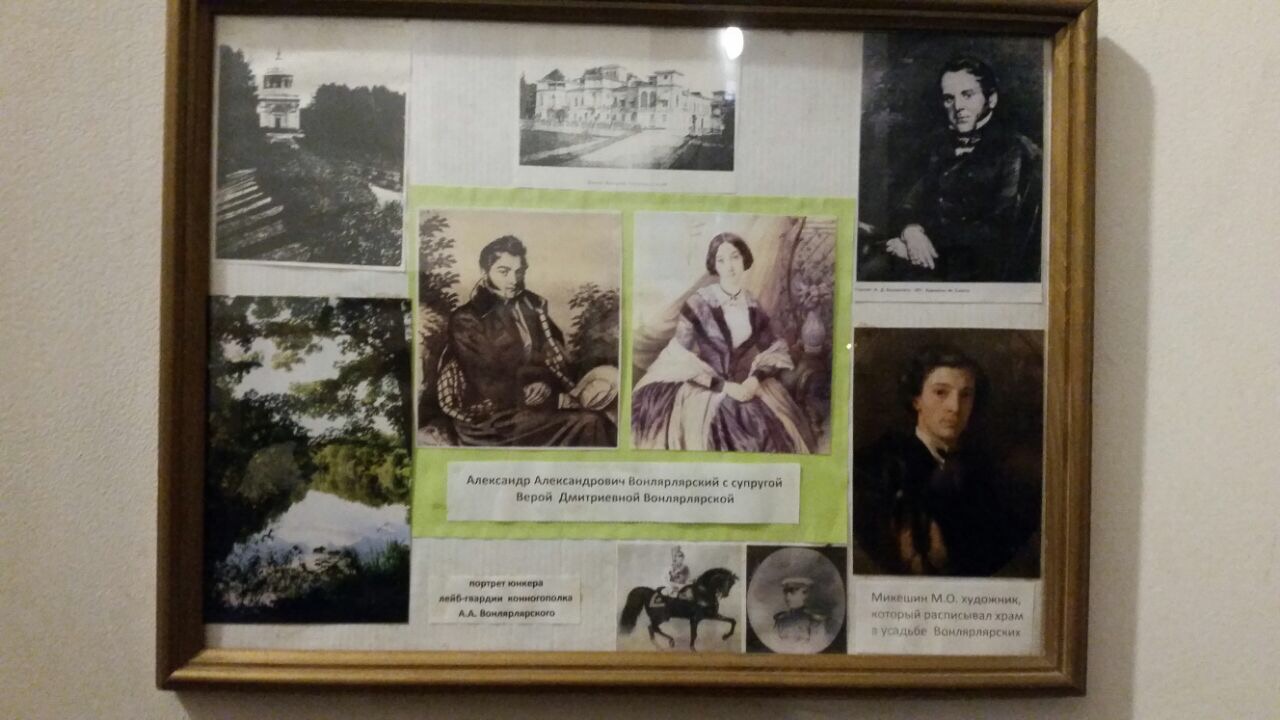 Александр Александрович Вонлярлярский с супругой
Верой Дмитриевной Вонлярлярской
портрет юнкера
лейб-гвардии конногополка
А.А. Вонлярлярского
Микешин М.О. художник,
который расписывал храм
в усадьбе Вонлярлярских